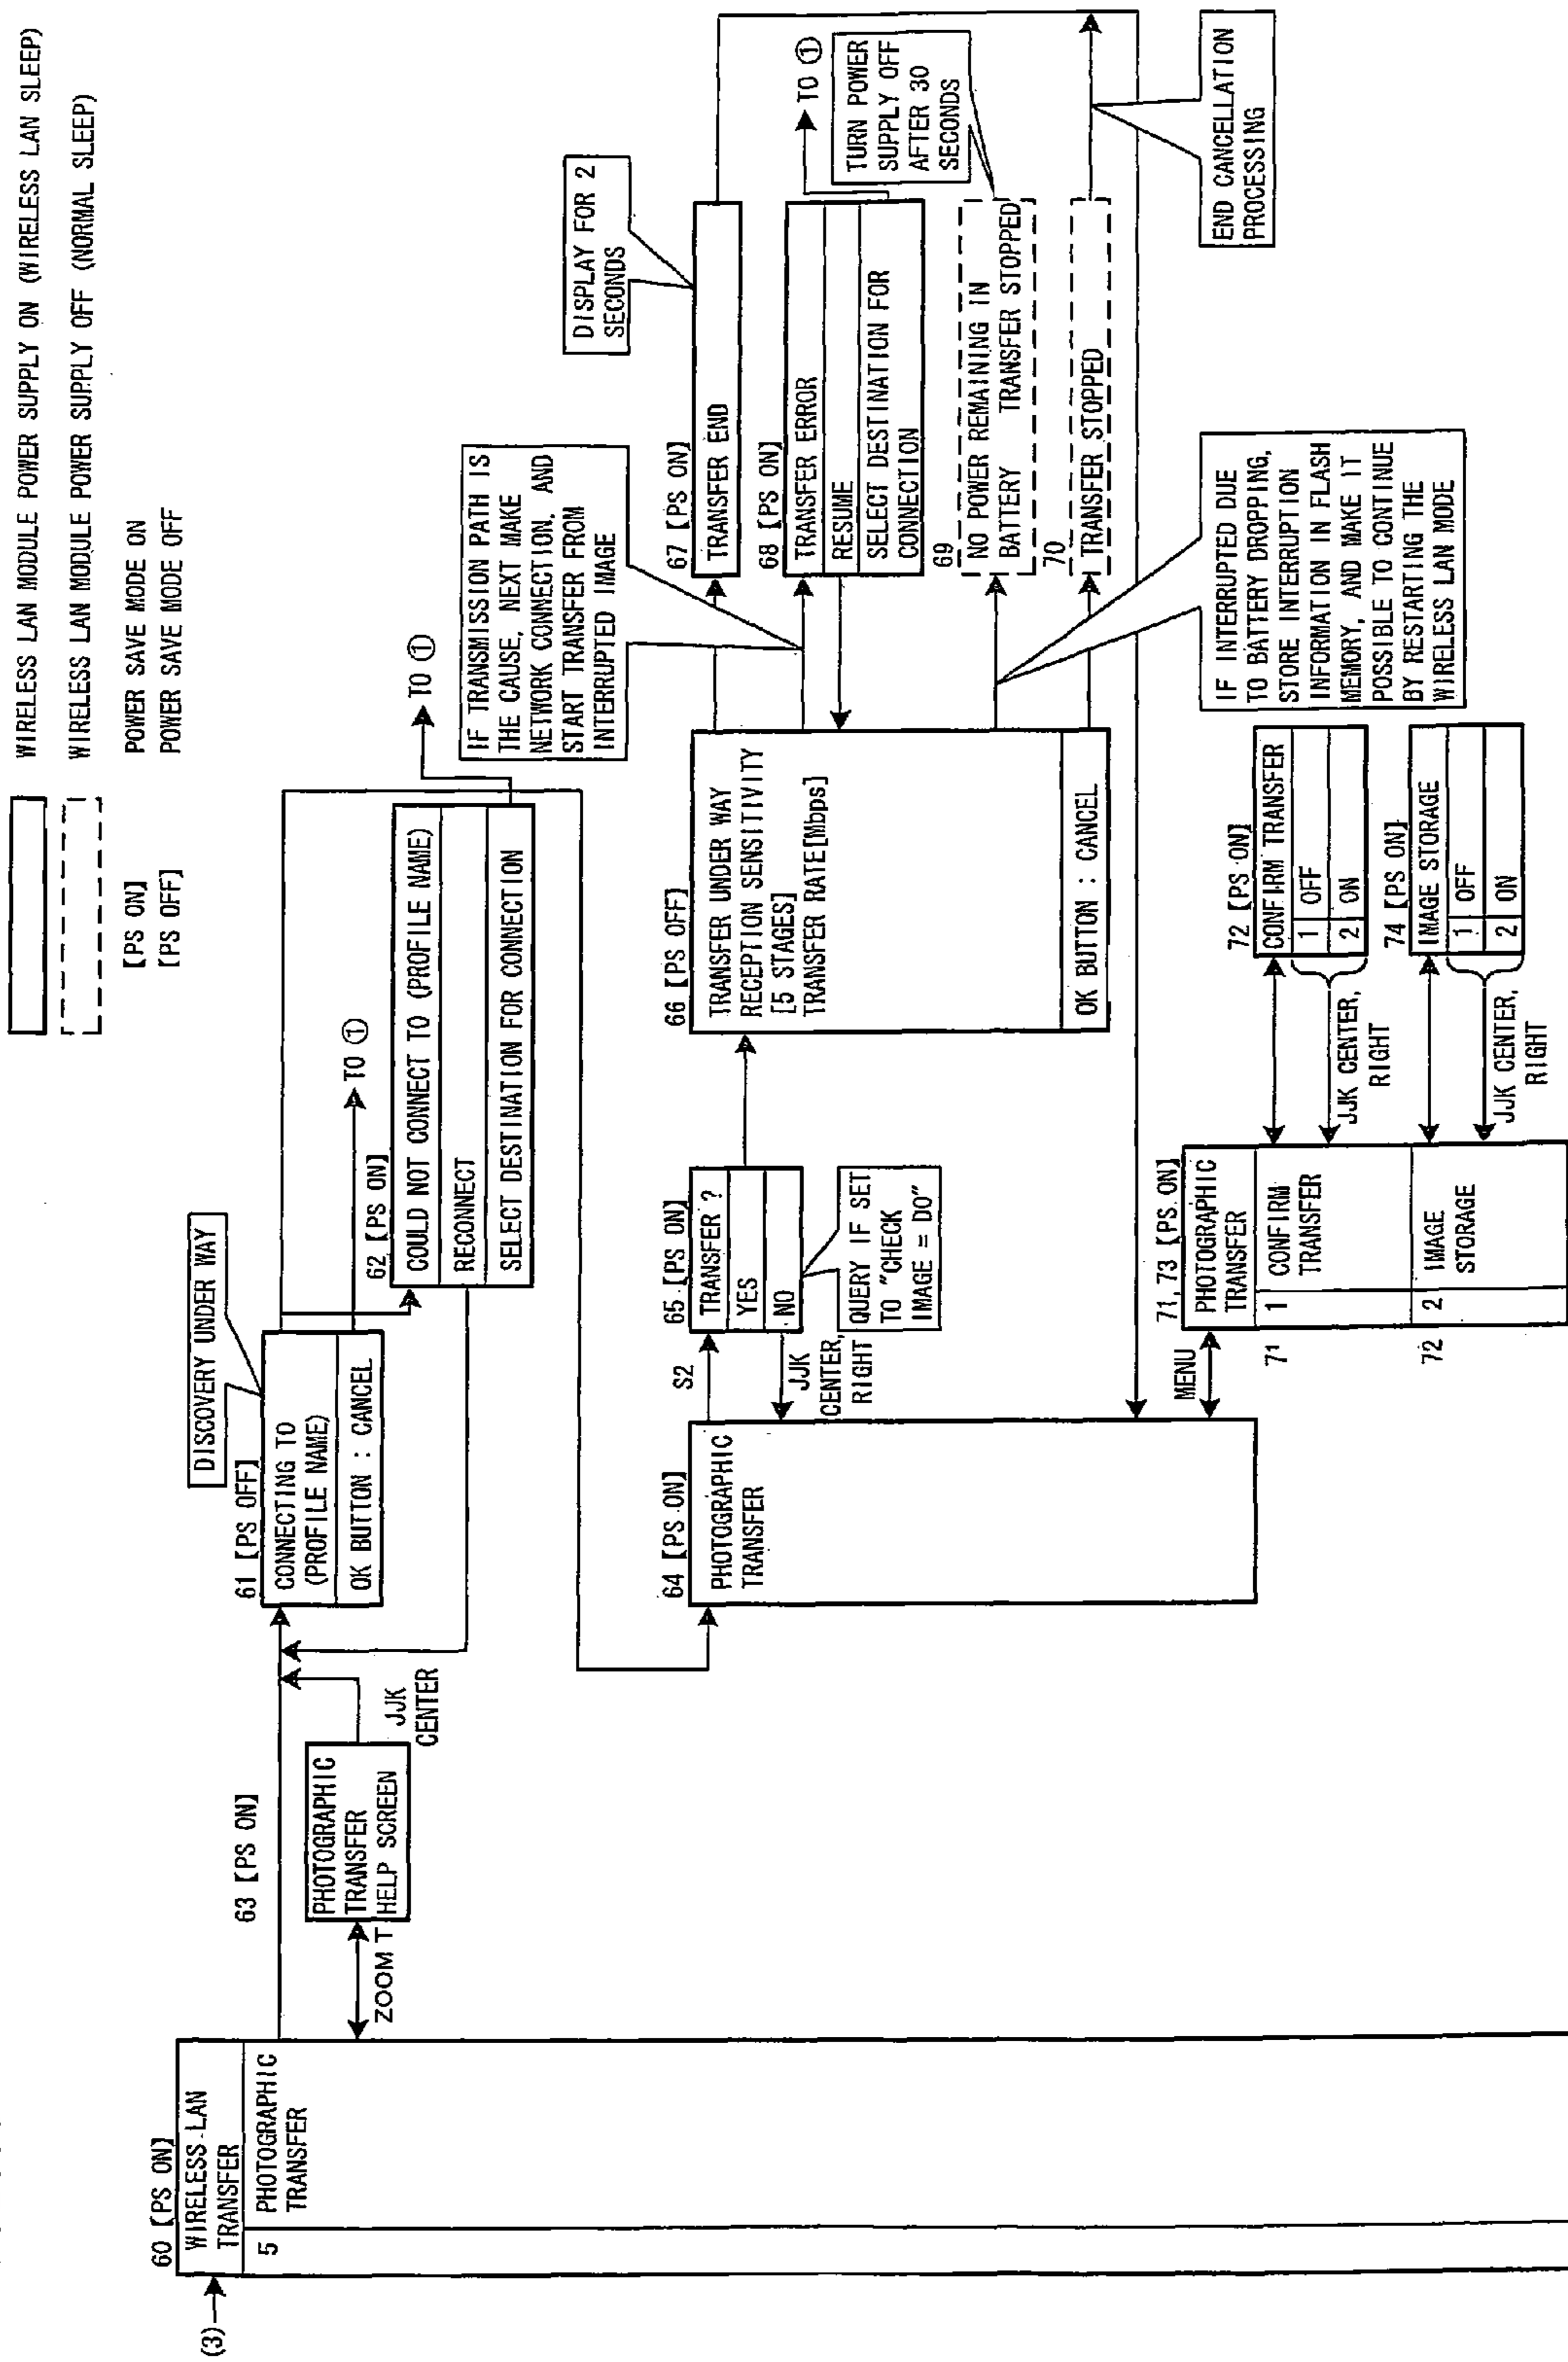 WIRELESS LAN MODULE POWER SUPPLY ON (WIRELESS LAN SLEEP)
WIRELESS LAN MODULE POWER SUPPLY OFF (NORMAL SLEEP)
[PS ON] POWER SAVE MODE ON
[PS OFF] POWER SAVE MODE OFF
(3)
60 [PS ON]
WIRELESS LAN
TRANSFER
5 PHOTOGRAPHIC
TRANSFER
63 [PS ON]
ZOOM T
PHOTOGRAPHIC
TRANSFER
HELP SCREEN
JJK
CENTER
DISCOVERY UNDER WAY
61 [PS OFF]
CONNECTING TO
(PROFILE NAME)
OK BUTTON : CANCEL
TO ①
62 [PS ON]
COULD NOT CONNECT TO (PROFILE NAME)
RECONNECT
SELECT DESTINATION FOR CONNECTION
TO ①
64 [PS ON]
PHOTOGRAPHIC
TRANSFER
S2
65 [PS ON]
TRANSFER ?
YES
NO
JJK
CENTER,
RIGHT
QUERY IF SET
TO "CHECK
IMAGE = DO"
66 [PS OFF]
TRANSFER UNDER WAY
RECEPTION SENSITIVITY
[5 STAGES]
TRANSFER RATE[Mbps]
OK BUTTON : CANCEL
IF TRANSMISSION PATH IS
THE CAUSE, NEXT MAKE
NETWORK CONNECTION, AND
START TRANSFER FROM
INTERRUPTED IMAGE
DISPLAY FOR 2
SECONDS
67 [PS ON]
TRANSFER END
68 [PS ON]
TRANSFER ERROR
RESUME
SELECT DESTINATION FOR
CONNECTION
TO ①
TURN POWER
SUPPLY OFF
AFTER 30
SECONDS
69
NO POWER REMAINING IN
BATTERY TRANSFER STOPPED
70
TRANSFER STOPPED
END CANCELLATION
PROCESSING
IF INTERRUPTED DUE
TO BATTERY DROPPING,
STORE INTERRUPTION
INFORMATION IN FLASH
MEMORY, AND MAKE IT
POSSIBLE TO CONTINUE
BY RESTARTING THE
WIRELESS LAN MODE
MENU
71, 73 [PS ON]
PHOTOGRAPHIC
TRANSFER
71
1 CONFIRM
TRANSFER
72
2 IMAGE
STORAGE
72 [PS ON]
CONFIRM TRANSFER
1 OFF
2 ON
JJK CENTER,
RIGHT
74 [PS ON]
IMAGE STORAGE
1 OFF
2 ON
JJK CENTER,
RIGHT